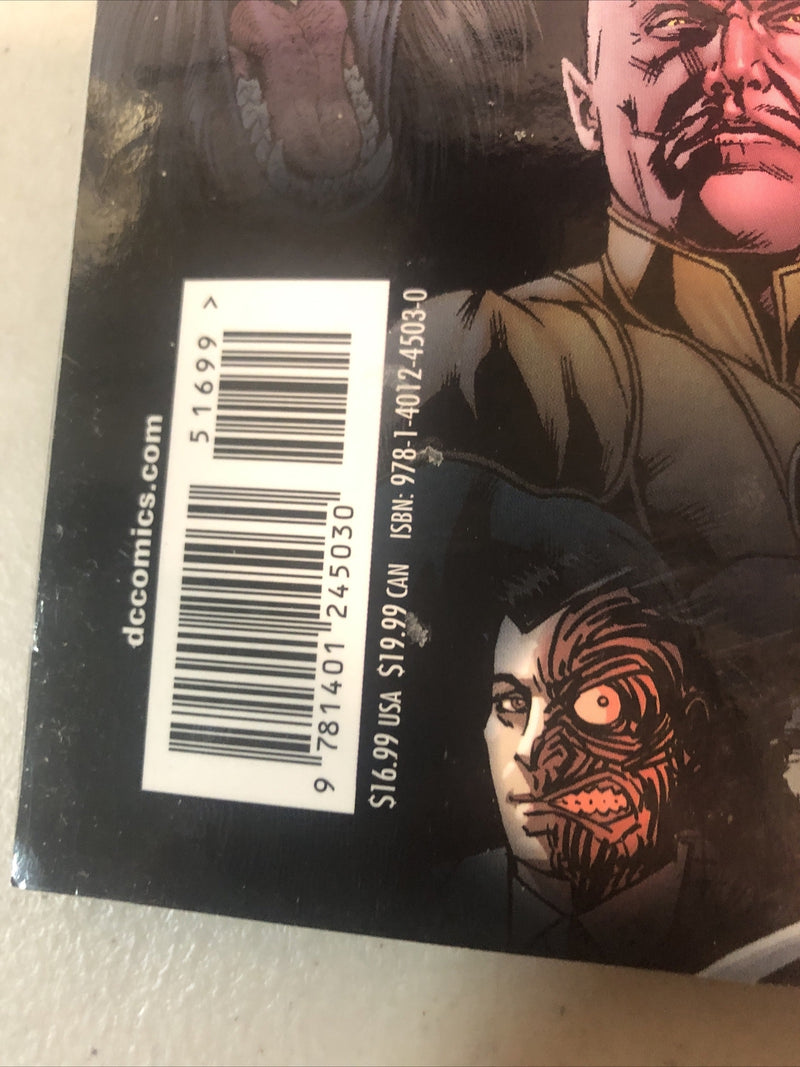 dccomics.com
51699 >
9 781401 245030
$16.99 USA $19.99 CAN ISBN: 978-1-4012-4503-0